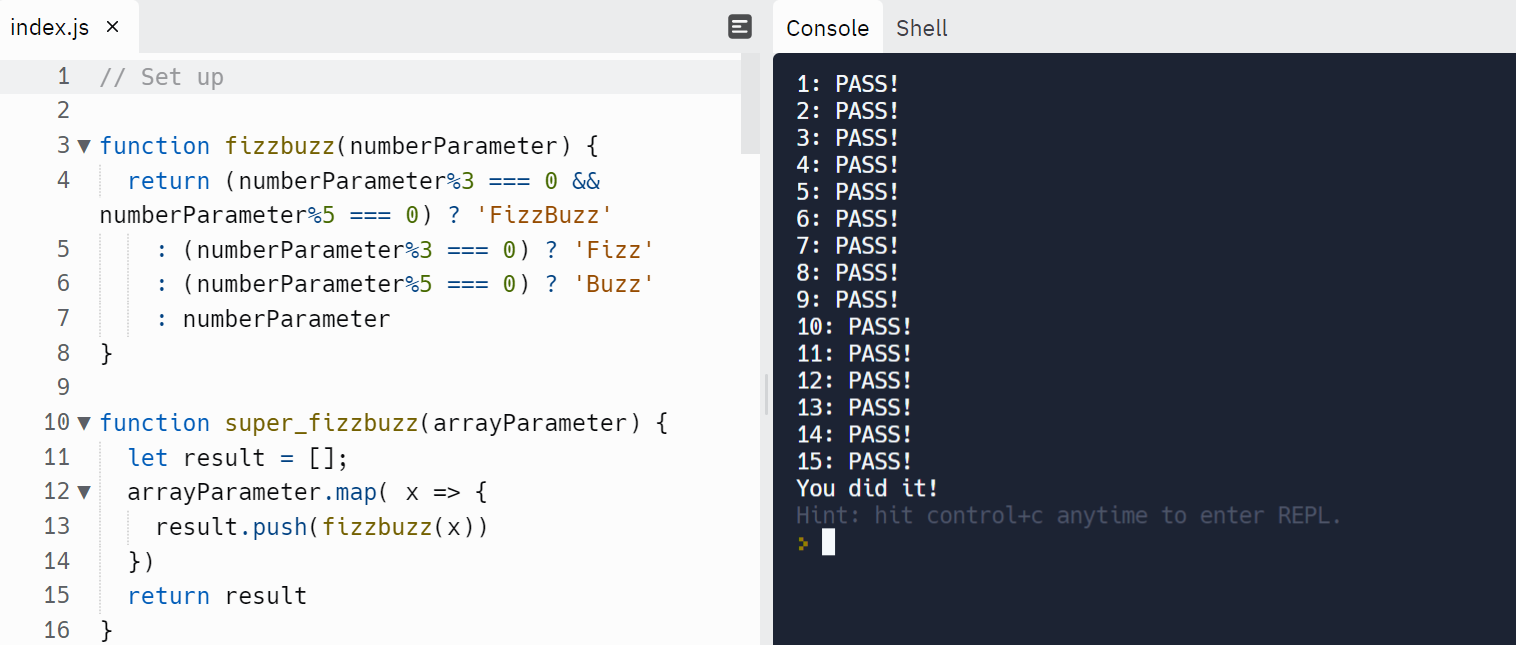 index.js ×
// Set up
1
2
3 function fizzbuzz(numberParameter) {
4 return (numberParameter%3 === 0 &&
numberParameter%5 === 0) ? 'FizzBuzz'
5 : (numberParameter%3 === 0) ? 'Fizz'
6 : (numberParameter%5 === 0) ? 'Buzz'
7 : numberParameter
8 }
9
10 function super_fizzbuzz(arrayParameter) {
11 let result = [];
12 arrayParameter.map( x => {
13 result.push(fizzbuzz(x))
14 })
15 return result
16 }
Console Shell
1: PASS!
2: PASS!
3: PASS!
4: PASS!
5: PASS!
6: PASS!
7: PASS!
8: PASS!
9: PASS!
10: PASS!
11: PASS!
12: PASS!
13: PASS!
14: PASS!
15: PASS!
You did it!
Hint: hit control+c anytime to enter REPL.
>